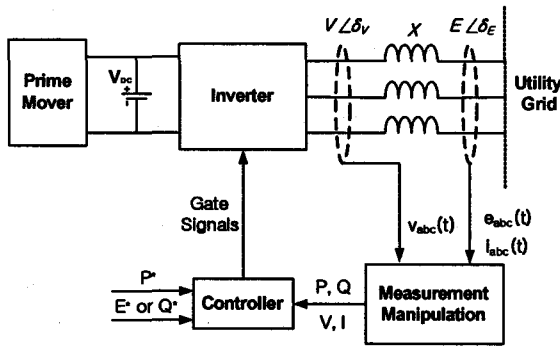 V∠δV
X
E∠δE
Prime
Mover
VDC
+
-
Inverter
Utility
Grid
Gate
Signals
vabc(t)
eabc(t)
iabc(t)
P*
E* or Q*
Controller
P, Q
V, I
Measurement
Manipulation